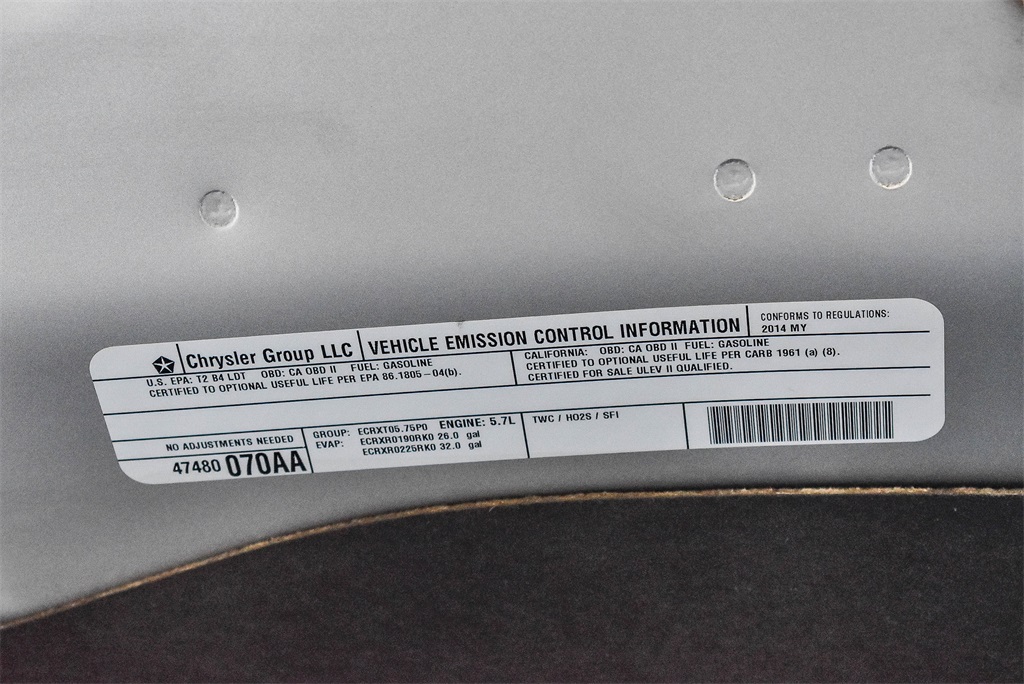 Chrysler Group LLC
VEHICLE EMISSION CONTROL INFORMATION
CONFORMS TO REGULATIONS:
2014 MY
U.S. EPA: T2 B4 LDT OBD: CA OBD II FUEL: GASOLINE
CERTIFIED TO OPTIONAL USEFUL LIFE PER EPA 86.1805-04(b).
CALIFORNIA: OBD: CA OBD II FUEL: GASOLINE
CERTIFIED TO OPTIONAL USEFUL LIFE PER CARB 1961 (a) (8).
CERTIFIED FOR SALE ULEV II QUALIFIED.
NO ADJUSTMENTS NEEDED
47480 070AA
GROUP: ECRXT05.75P0 ENGINE: 5.7L
EVAP: ECRXR0190RK0 26.0 gal
ECRXR0225RK0 32.0 gal
TWC / HO2S / SFI